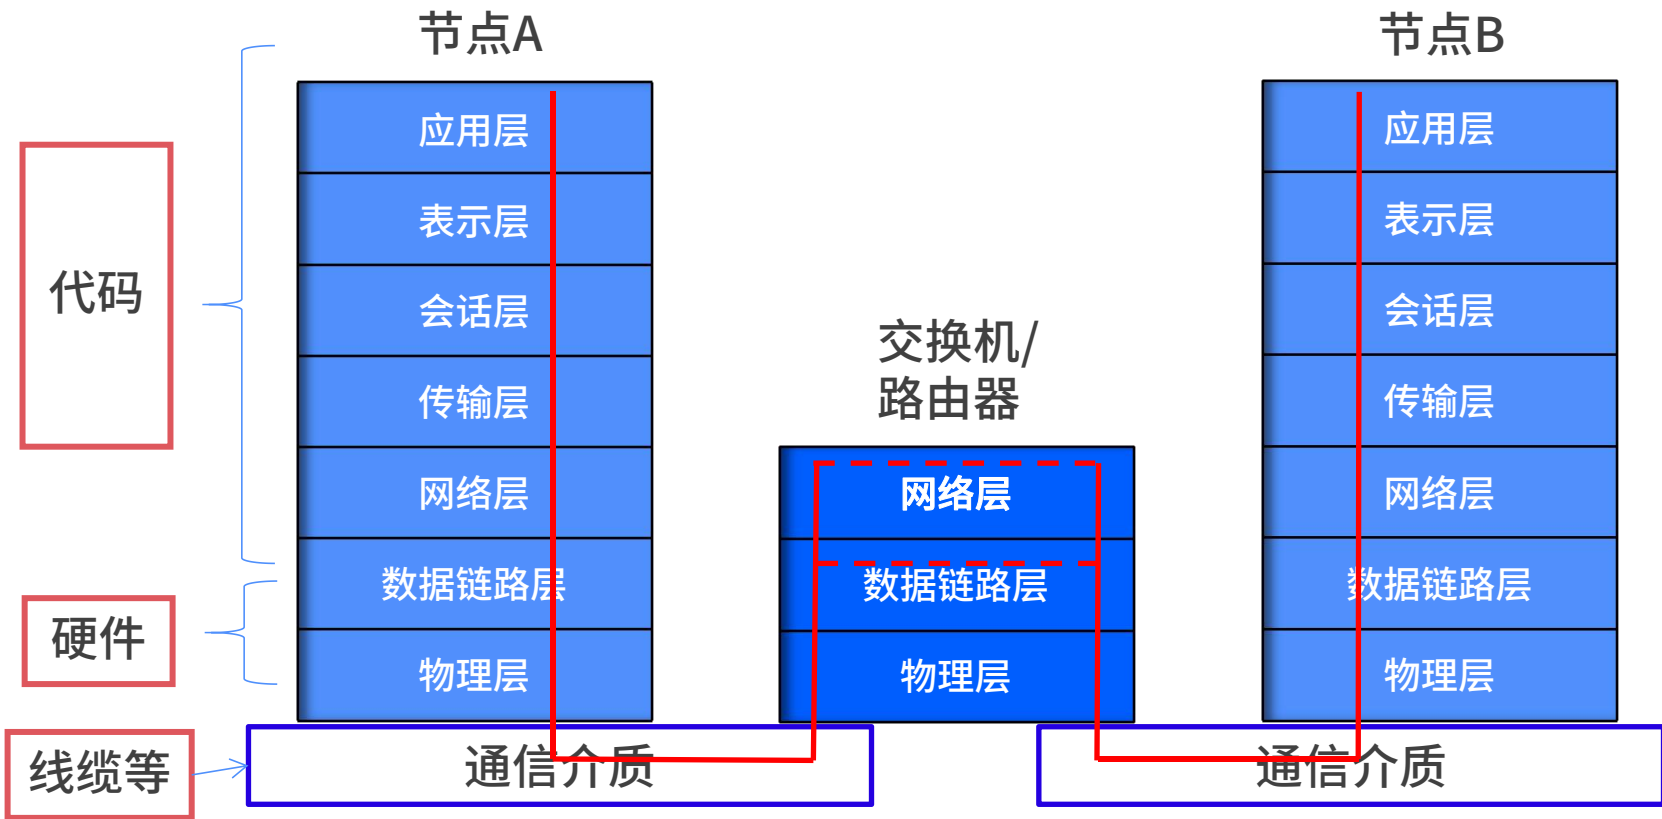 节点A
节点B
代码
硬件
线缆等
应用层
表示层
会话层
传输层
网络层
数据链路层
物理层
通信介质
交换机/
路由器
网络层
数据链路层
物理层
应用层
表示层
会话层
传输层
网络层
数据链路层
物理层
通信介质